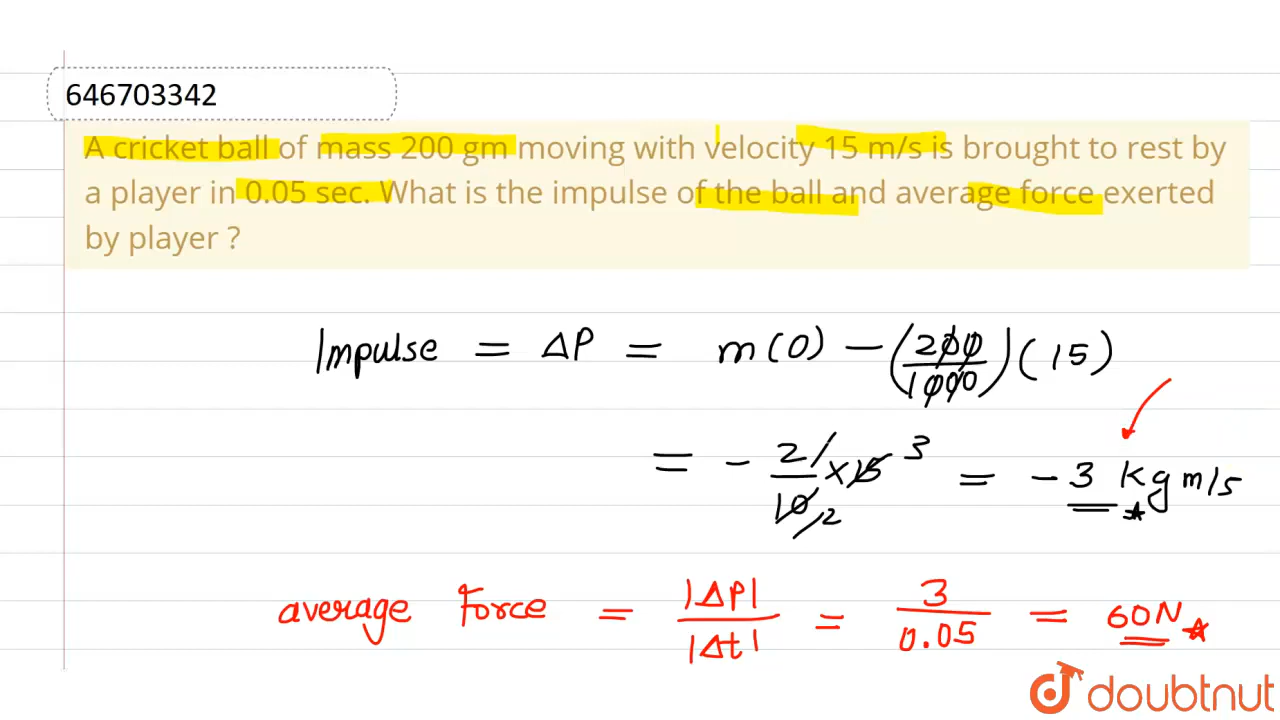 646703342
A cricket ball of mass 200 gm moving with velocity 15 m/s is brought to rest by
a player in 0.05 sec. What is the impulse of the ball and average force exerted
by player ?
Impulse = ΔP = m(0) - (200/1000)(15)
= - 2/10 x 15 3 = - 3 kg m/s
2
average Force = |ΔP|/|Δt| = 3/0.05 = 60N
doubtnut